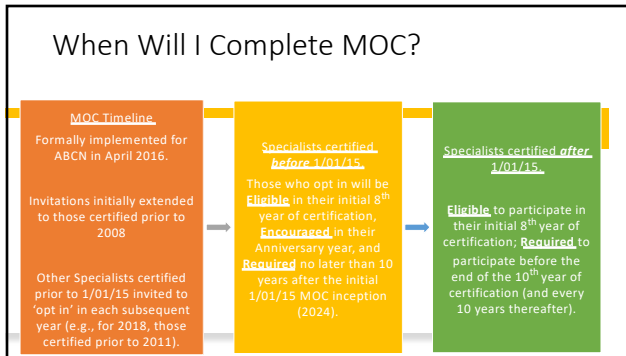 When Will I Complete MOC?
MOC Timeline
Formally implemented for
ABCN in April 2016.
Invitations initially extended
to those certified prior to
2008
Other Specialists certified
prior to 1/01/15 invited to
‘opt in’ in each subsequent
year (e.g., for 2018, those
certified prior to 2011).
Specialists certified
before 1/01/15.
Those who opt in will be
Eligible in their initial 8th
year of certification,
Encouraged in their
Anniversary year, and
Required no later than 10
years after the initial
1/01/15 MOC inception
(2024).
Specialists certified after
1/01/15.
Eligible to participate in
their initial 8th year of
certification; Required to
participate before the
end of the 10th year of
certification (and every
10 years thereafter).